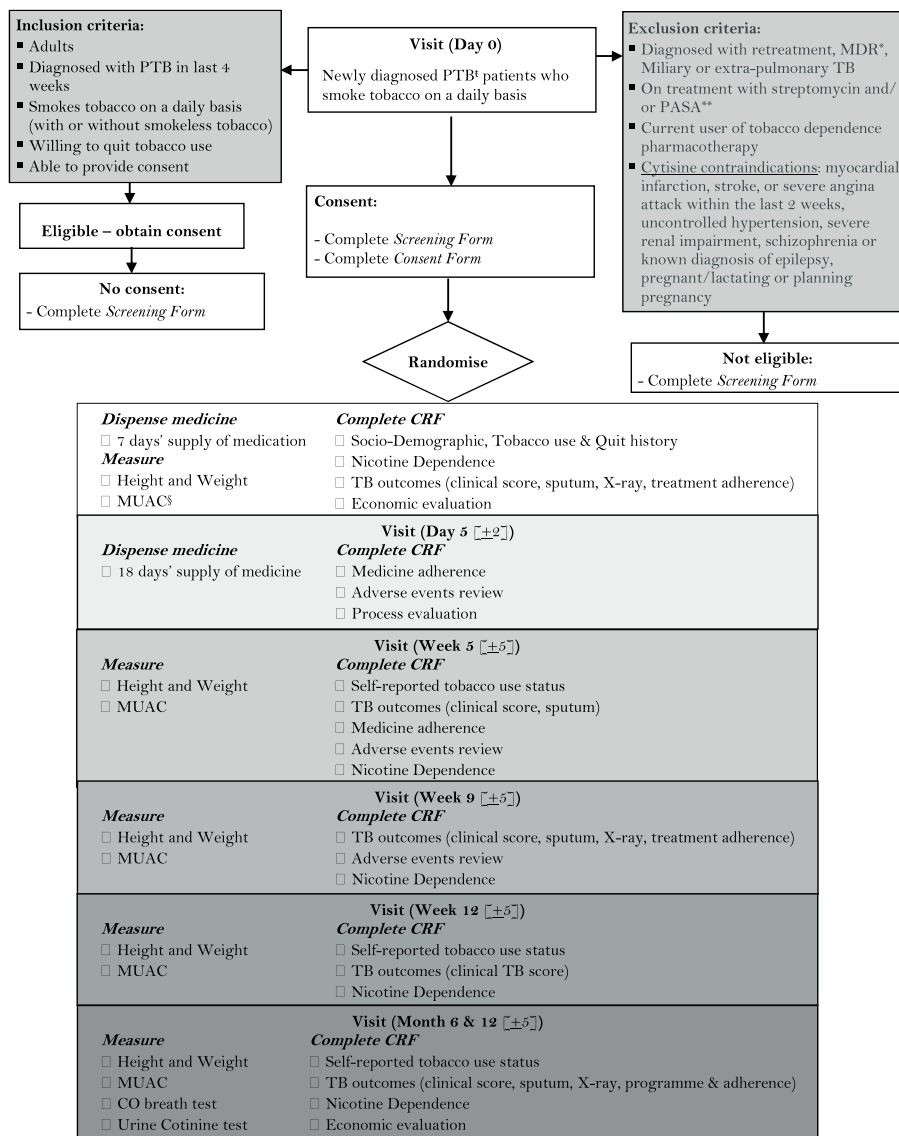 Inclusion criteria:
▪ Adults
▪ Diagnosed with PTB in last 4
weeks
▪ Smokes tobacco on a daily basis
(with or without smokeless tobacco)
▪ Willing to quit tobacco use
▪ Able to provide consent
Eligible – obtain consent
No consent:
- Complete Screening Form
Visit (Day 0)
Newly diagnosed PTBŧ patients who
smoke tobacco on a daily basis
Consent:
- Complete Screening Form
- Complete Consent Form
Randomise
Exclusion criteria:
▪ Diagnosed with retreatment, MDR*,
Miliary or extra-pulmonary TB
▪ On treatment with streptomycin and/
or PASA**
▪ Current user of tobacco dependence
pharmacotherapy
▪ Cytisine contraindications: myocardial
infarction, stroke, or severe angina
attack within the last 2 weeks,
uncontrolled hypertension, severe
renal impairment, schizophrenia or
known diagnosis of epilepsy,
pregnant/lactating or planning
pregnancy
Not eligible:
- Complete Screening Form
Dispense medicine
□ 7 days’ supply of medication
Measure
□ Height and Weight
□ MUAC§
Complete CRF
□ Socio-Demographic, Tobacco use & Quit history
□ Nicotine Dependence
□ TB outcomes (clinical score, sputum, X-ray, treatment adherence)
□ Economic evaluation
Visit (Day 5 [+2])
Dispense medicine
□ 18 days’ supply of medicine
Complete CRF
□ Medicine adherence
□ Adverse events review
□ Process evaluation
Visit (Week 5 [+5])
Measure
□ Height and Weight
□ MUAC
Complete CRF
□ Self-reported tobacco use status
□ TB outcomes (clinical score, sputum)
□ Medicine adherence
□ Adverse events review
□ Nicotine Dependence
Visit (Week 9 [+5])
Measure
□ Height and Weight
□ MUAC
Complete CRF
□ TB outcomes (clinical score, sputum, X-ray, treatment adherence)
□ Adverse events review
□ Nicotine Dependence
Visit (Week 12 [+5])
Measure
□ Height and Weight
□ MUAC
Complete CRF
□ Self-reported tobacco use status
□ TB outcomes (clinical TB score)
□ Nicotine Dependence
Visit (Month 6 & 12 [+5])
Measure
□ Height and Weight
□ MUAC
□ CO breath test
□ Urine Cotinine test
Complete CRF
□ Self-reported tobacco use status
□ TB outcomes (clinical score, sputum, X-ray, programme & adherence)
□ Nicotine Dependence
□ Economic evaluation